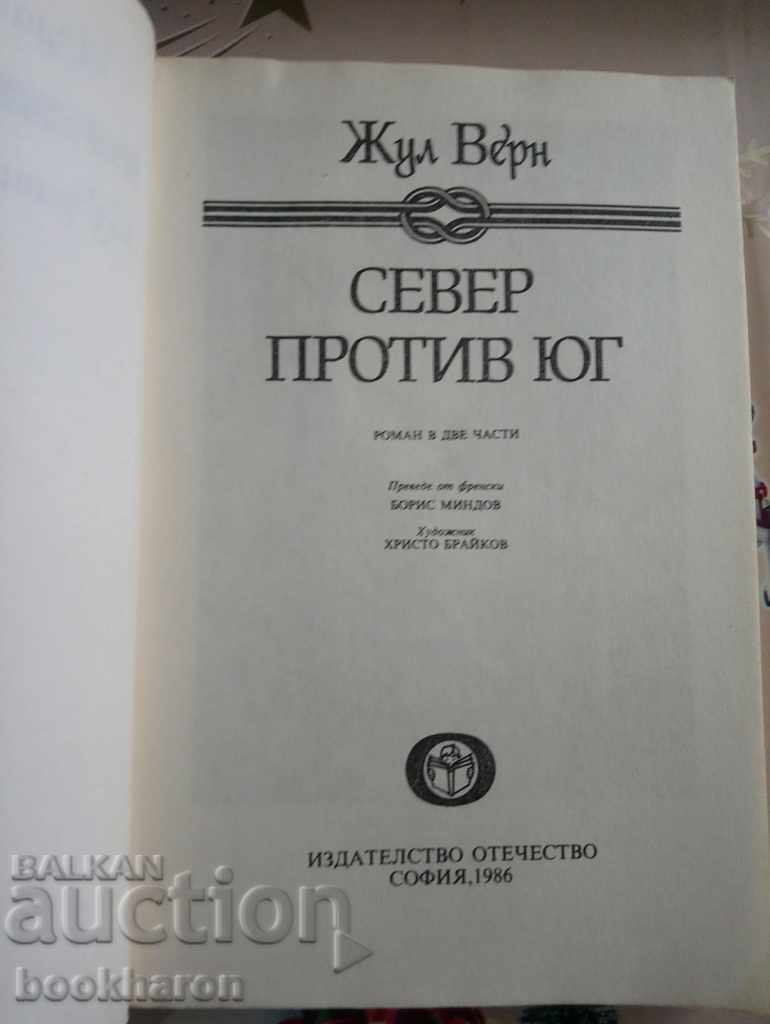 Жул Верн
СЕВЕР
ПРОТИВ ЮГ
РОМАН В ДВЕ ЧАСТИ
Преведе от френски
БОРИС МИНДОВ
Художник
ХРИСТО БРАЙКОВ
ИЗДАТЕЛСТВО ОТЕЧЕСТВО
СОФИЯ, 1986
BALKAN
auction
bookharon